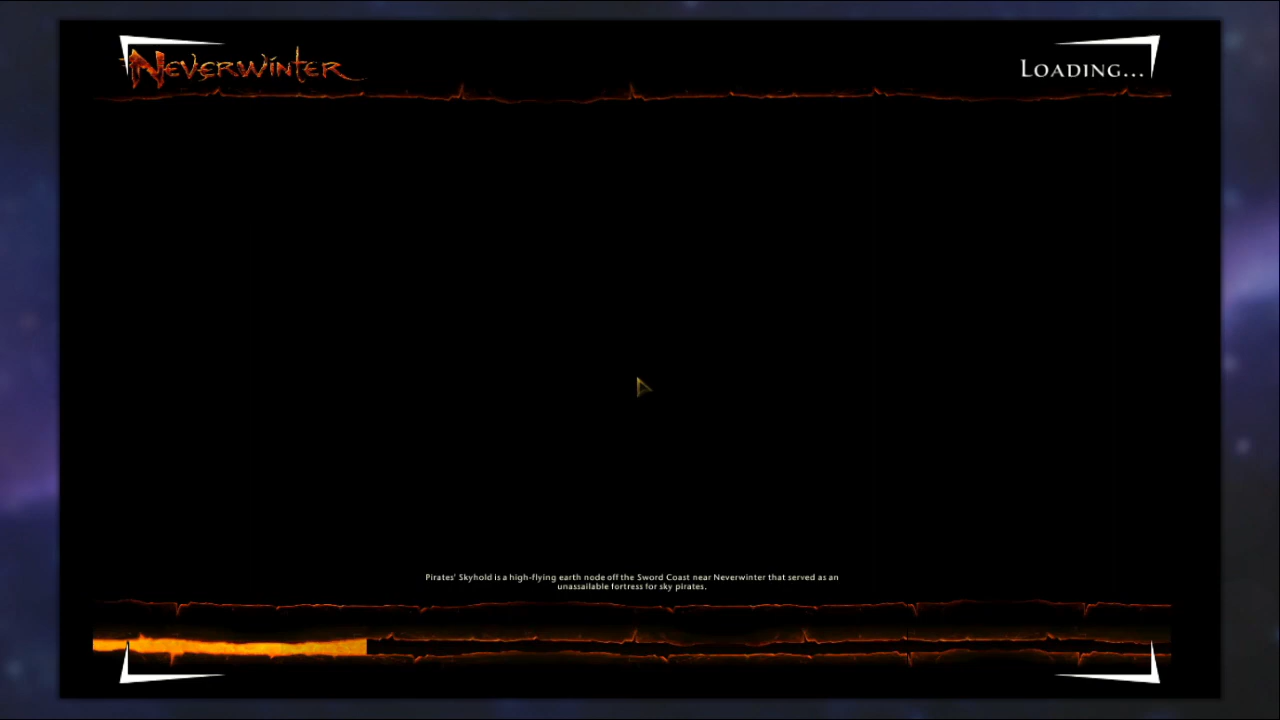 NEVERWINTER
LOADING...
Pirates' Skyhold is a high-flying earth node off the Sword Coast near Neverwinter that served as an
unassailable fortress for sky pirates.